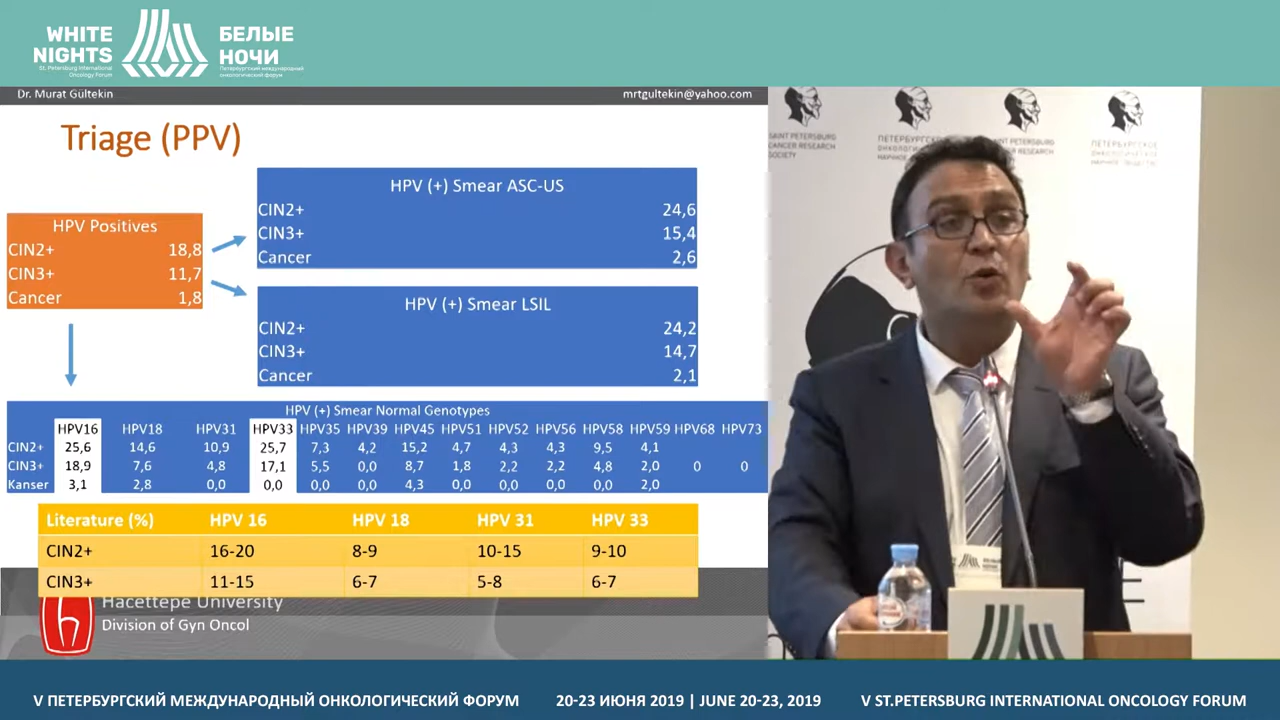 WHITE NIGHTS
St. Petersburg International Oncology Forum
БЕЛЫЕ НОЧИ
Петербургский международный онкологический форум
Dr. Murat Gültekin
mrtgultekin@yahoo.com
Triage (PPV)
HPV Positives
CIN2+ 18,8
CIN3+ 11,7
Cancer 1,8
HPV (+) Smear ASC-US
CIN2+ 24,6
CIN3+ 15,4
Cancer 2,6
HPV (+) Smear LSIL
CIN2+ 24,2
CIN3+ 14,7
Cancer 2,1
HPV (+) Smear Normal Genotypes
HPV16 HPV18 HPV31 HPV33 HPV35 HPV39 HPV45 HPV51 HPV52 HPV56 HPV58 HPV59 HPV68 HPV73
CIN2+ 25,6 14,6 10,9 25,7 7,3 4,2 15,2 4,7 4,3 4,3 9,5 4,1
CIN3+ 18,9 7,6 4,8 17,1 5,5 0,0 8,7 1,8 2,2 2,2 4,8 2,0 0 0
Kanser 3,1 2,8 0,0 0,0 0,0 0,0 4,3 0,0 0,0 0,0 0,0 2,0
Literature (%) HPV 16 HPV 18 HPV 31 HPV 33
CIN2+ 16-20 8-9 10-15 9-10
CIN3+ 11-15 6-7 5-8 6-7
Hacettepe University
Division of Gyn Oncol
SAINT PETERSBURG
CANCER RESEARCH
SOCIETY
ПЕТЕРБУРГСКОЕ
БЕЛЫЕ
V ПЕТЕРБУРГСКИЙ МЕЖДУНАРОДНЫЙ ОНКОЛОГИЧЕСКИЙ ФОРУМ
20-23 ИЮНЯ 2019 | JUNE 20-23, 2019
V ST.PETERSBURG INTERNATIONAL ONCOLOGY FORUM